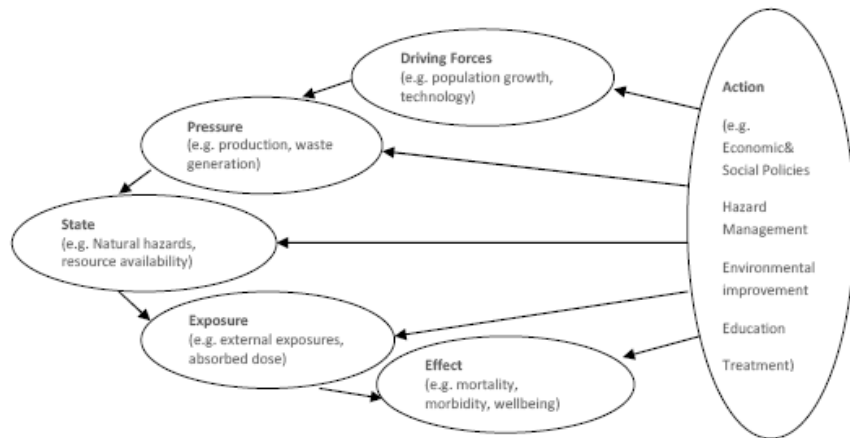 Driving Forces
(e.g. population growth,
technology)
Pressure
(e.g. production, waste
generation)
State
(e.g. Natural hazards,
resource availability)
Exposure
(e.g. external exposures,
absorbed dose)
Effect
(e.g. mortality,
morbidity, wellbeing)
Action
(e.g.
Economic&
Social Policies
Hazard
Management
Environmental
improvement
Education
Treatment)